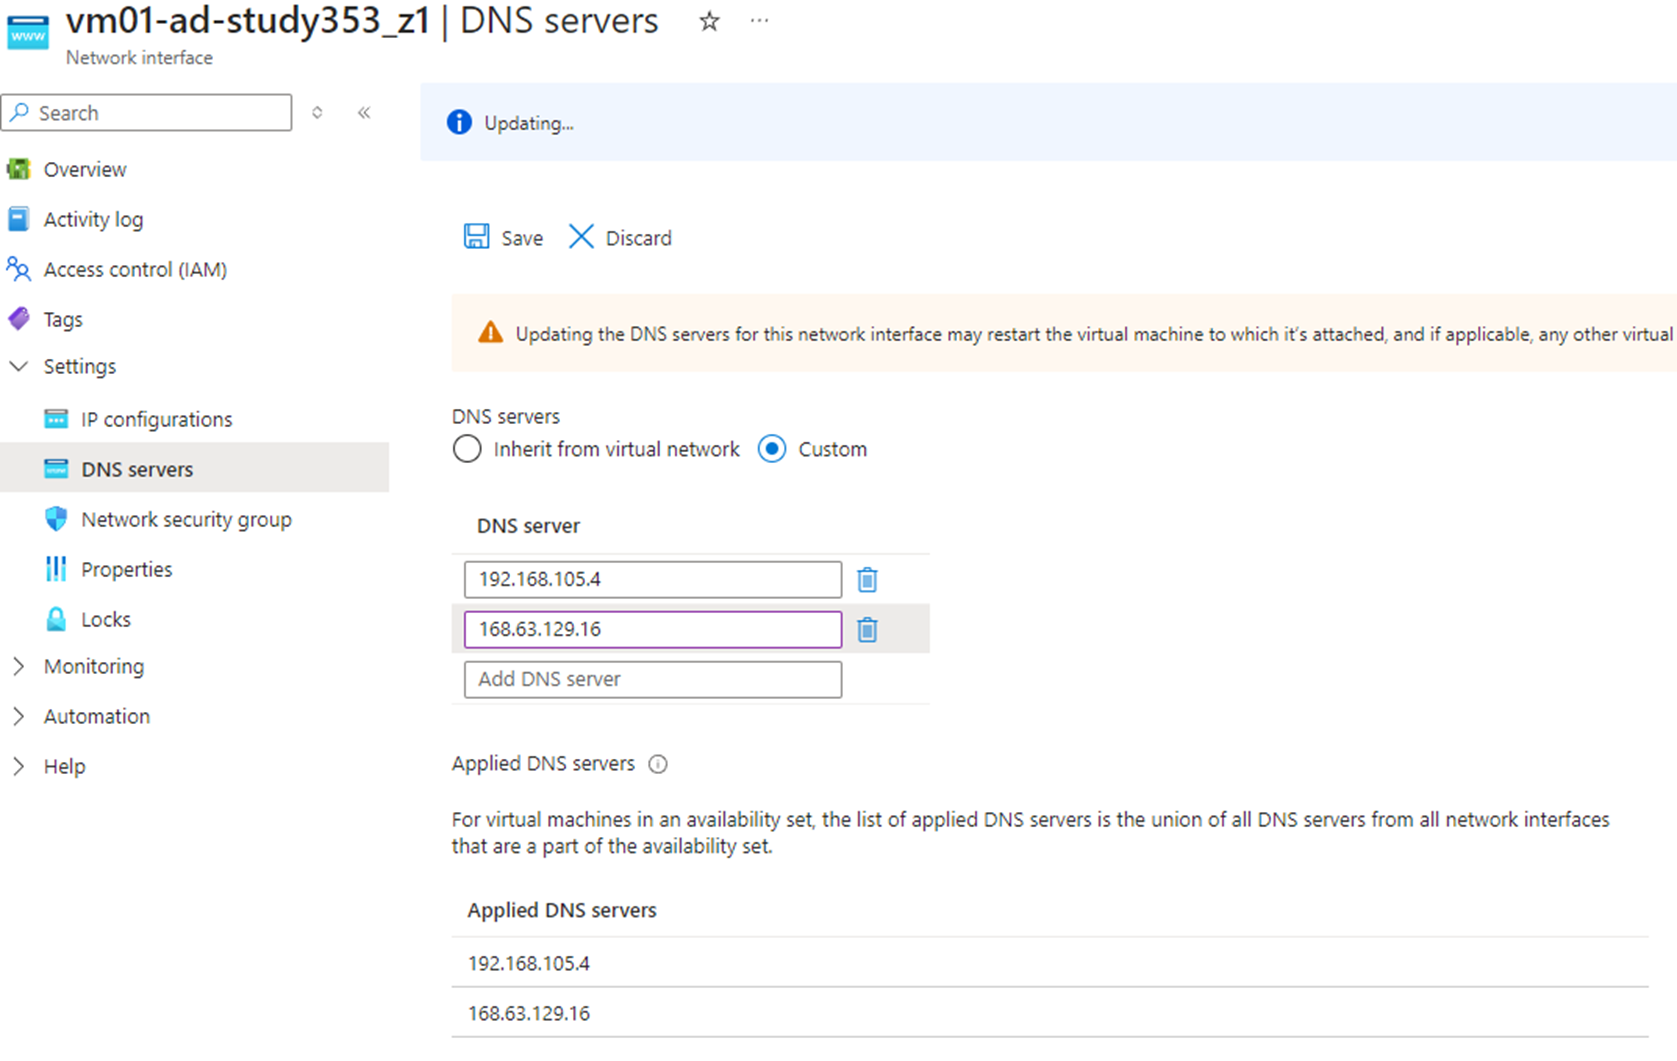 vm01-ad-study353_z1 | DNS servers
Network interface
Search
Overview
Activity log
Access control (IAM)
Tags
Settings
IP configurations
DNS servers
Network security group
Properties
Locks
Monitoring
Automation
Help
Updating...
Save
Discard
Updating the DNS servers for this network interface may restart the virtual machine to which it's attached, and if applicable, any other virtual
DNS servers
Inherit from virtual network
Custom
DNS server
192.168.105.4
168.63.129.16
Add DNS server
Applied DNS servers
For virtual machines in an availability set, the list of applied DNS servers is the union of all DNS servers from all network interfaces
that are a part of the availability set.
Applied DNS servers
192.168.105.4
168.63.129.16